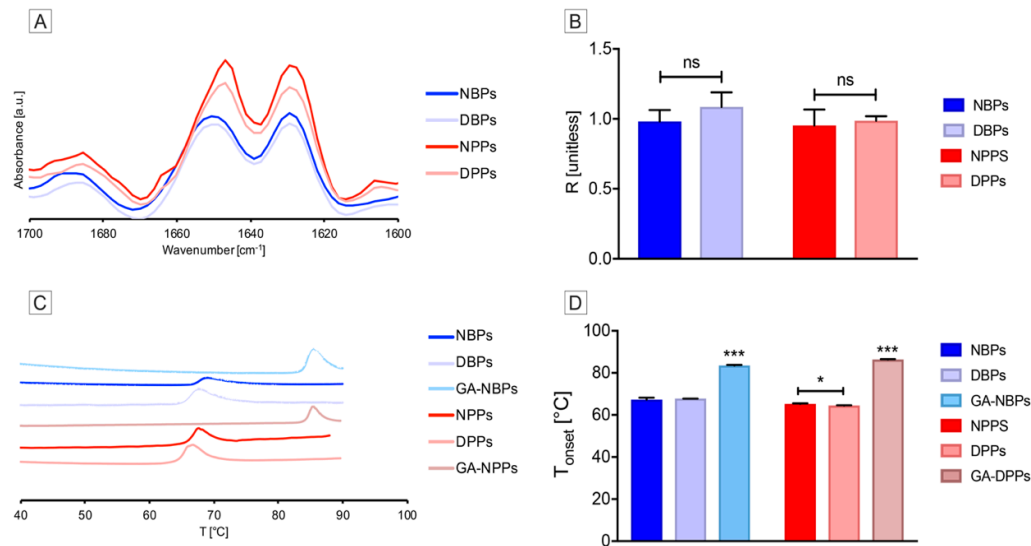 A
Absorbance [a.u.]
1700
1680
1660
1640
1620
1600
Wavenumber [cm⁻¹]
NBPs
DBPs
NPPs
DPPs
B
R [unitless]
1.5
1.0
0.5
0.0
ns
ns
NBPs
DBPs
NPPS
DPPs
C
40
50
60
70
80
90
100
T [°C]
NBPs
DBPs
GA-NBPs
NPPs
DPPs
GA-NPPs
D
Tonset [°C]
100
80
60
40
20
0
***
*
***
NBPs
DBPs
GA-NBPs
NPPS
DPPs
GA-DPPs